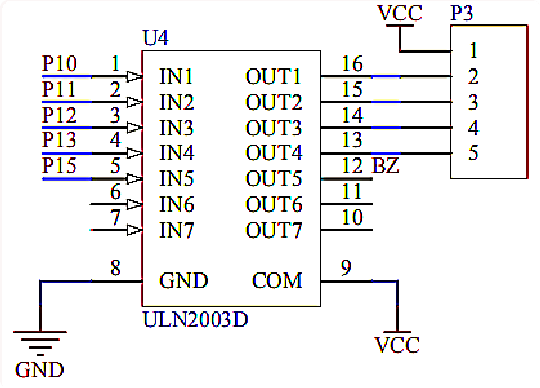 VCC P3
U4
P10 1 IN1 OUT1 16 1
P11 2 IN2 OUT2 15 2
P12 3 IN3 OUT3 14 3
P13 4 IN4 OUT4 13 4
P15 5 IN5 OUT5 12 BZ 5
6 IN6 OUT6 11
7 IN7 OUT7 10
8 GND COM 9
ULN2003D
GND VCC